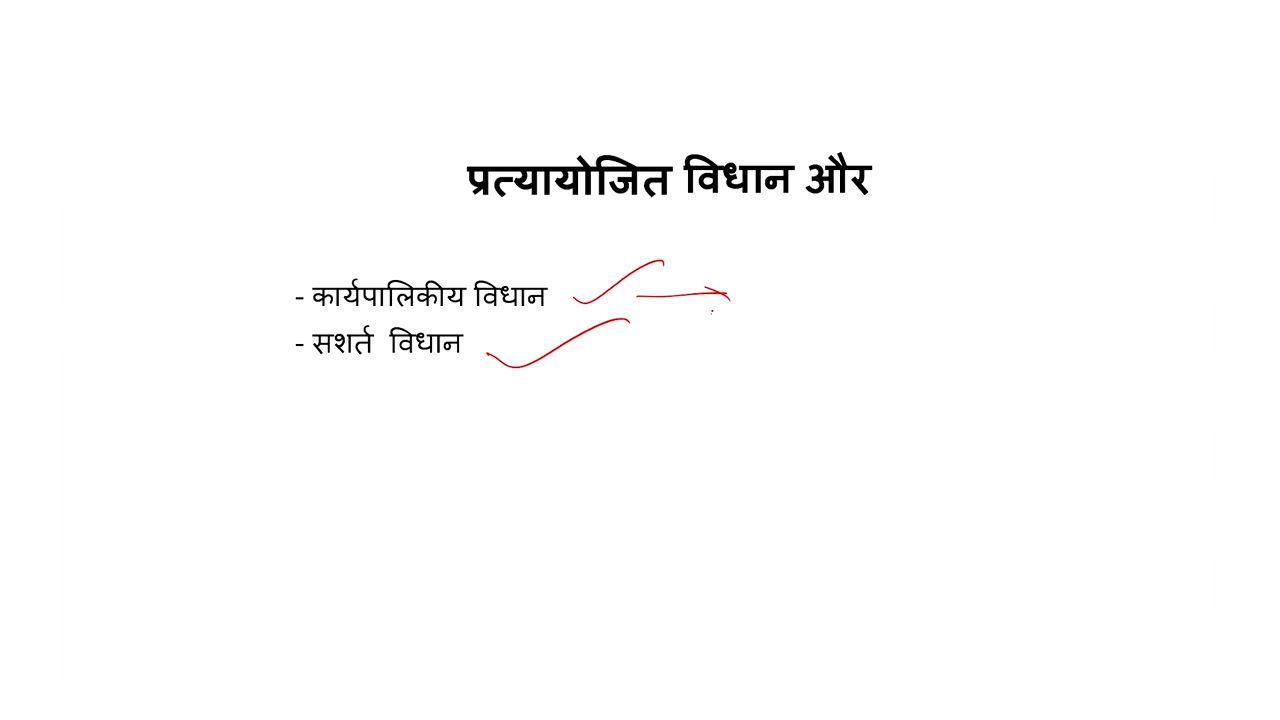 प्रत्यायोजित विधान और
- कार्यपालिकीय विधान
- सशर्त विधान